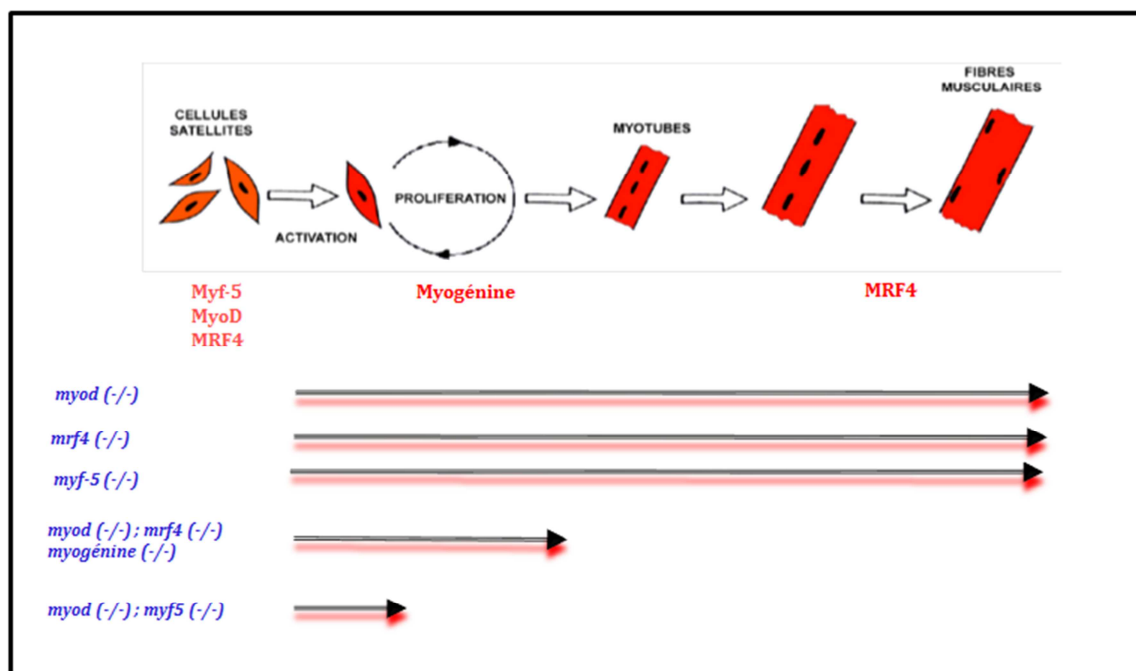 CELLULES
SATELLITES
ACTIVATION
PROLIFERATION
MYOTUBES
FIBRES
MUSCULAIRES
Myf-5
MyoD
MRF4
Myogénine
MRF4
myod (-/-)
mrf4 (-/-)
myf-5 (-/-)
myod (-/-) ; mrf4 (-/-)
myogénine (-/-)
myod (-/-) ; myf5 (-/-)